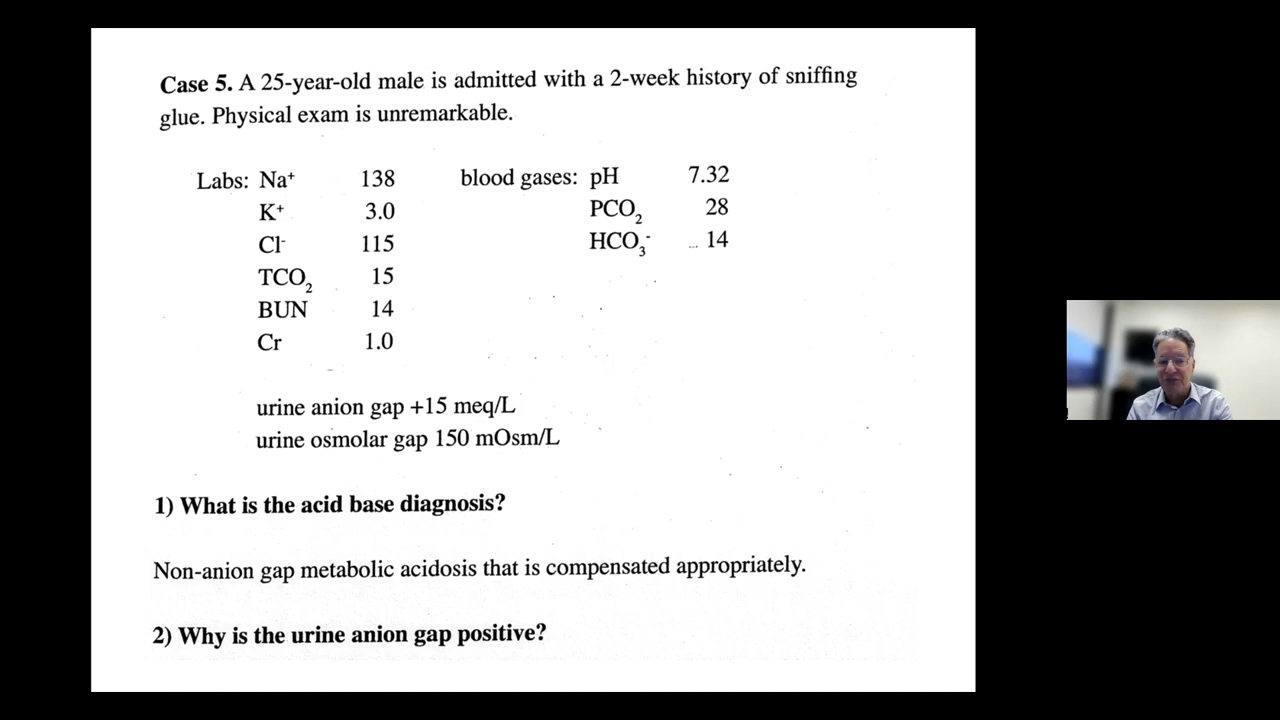 Case 5. A 25-year-old male is admitted with a 2-week history of sniffing
glue. Physical exam is unremarkable.
Labs: Na⁺ 138 blood gases: pH 7.32
K⁺ 3.0 PCO₂ 28
Cl⁻ 115 HCO₃⁻ 14
TCO₂ 15
BUN 14
Cr 1.0
urine anion gap +15 meq/L
urine osmolar gap 150 mOsm/L
1) What is the acid base diagnosis?
Non-anion gap metabolic acidosis that is compensated appropriately.
2) Why is the urine anion gap positive?